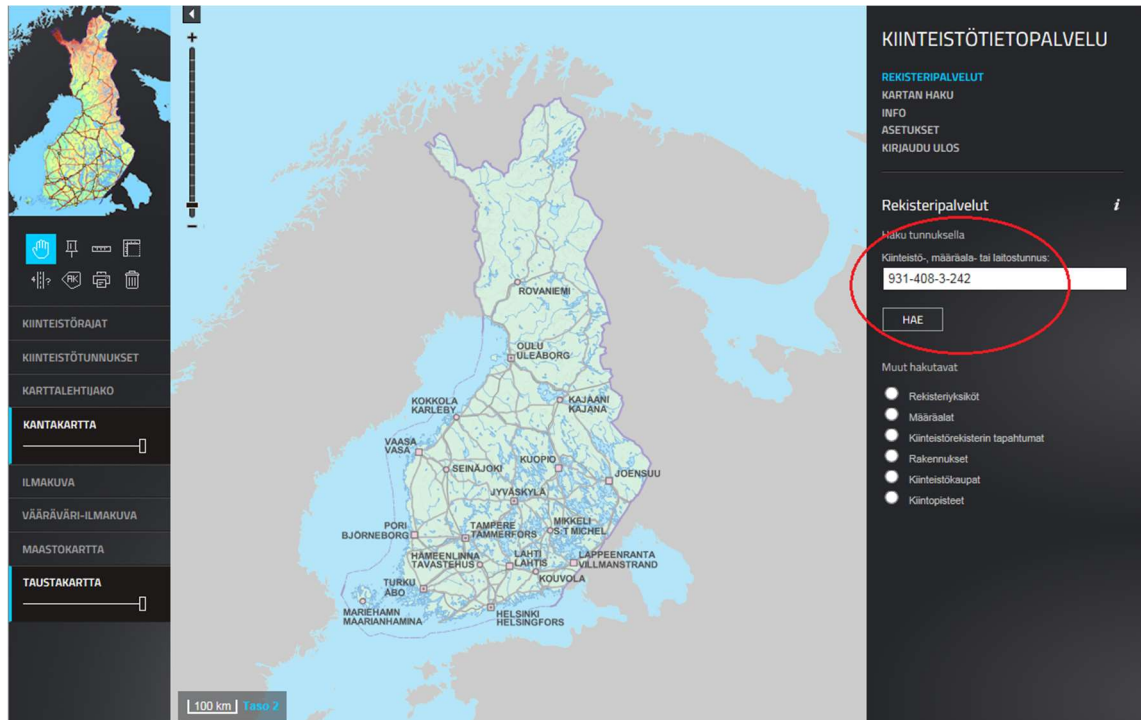 KIINTEISTÖRAJAT
KIINTEISTÖTUNNUKSET
KARTTALEHTIJAKO
KANTAKARTTA
ILMAKUVA
VÄÄRÄVÄRI-ILMAKUVA
MAASTOKARTTA
TAUSTAKARTTA
?
RK
+
−
ROVANIEMI
OULU
ULEÅBORG
KAJAANI
KAJANA
KOKKOLA
KARLEBY
VAASA
VASA
SEINÄJOKI
KUOPIO
JOENSUU
JYVÄSKYLÄ
PORI
BJÖRNEBORG
TAMPERE
TAMMERFORS
MIKKELI
S:T MICHEL
HÄMEENLINNA
TAVASTEHUS
LAHTI
LAHTIS
LAPPEENRANTA
VILLMANSTRAND
KOUVOLA
TURKU
ÅBO
MARIEHAMN
MAARIANHAMINA
HELSINKI
HELSINGFORS
100 km Taso 2
KIINTEISTÖTIETOPALVELU
REKISTERIPALVELUT
KARTAN HAKU
INFO
ASETUKSET
KIRJAUDU ULOS
Rekisteripalvelut i
Haku tunnuksella
Kiinteistö-, määräala- tai laitostunnus:
931-408-3-242
HAE
Muut hakutavat
Rekisteriyksiköt
Määräalat
Kiinteistörekisterin tapahtumat
Rakennukset
Kiinteistökaupat
Kiintopisteet